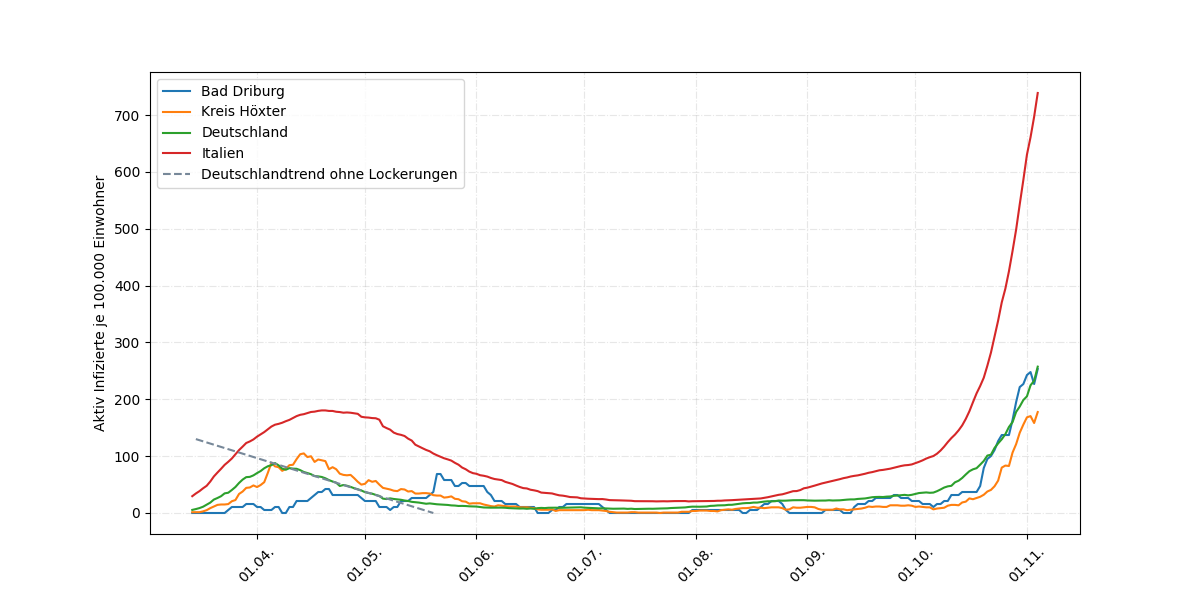 Bad Driburg
Kreis Höxter
Deutschland
Italien
Deutschlandtrend ohne Lockerungen
Aktiv Infizierte je 100.000 Einwohner
700
600
500
400
300
200
100
0
01.04.
01.05.
01.06.
01.07.
01.08.
01.09.
01.10.
01.11.